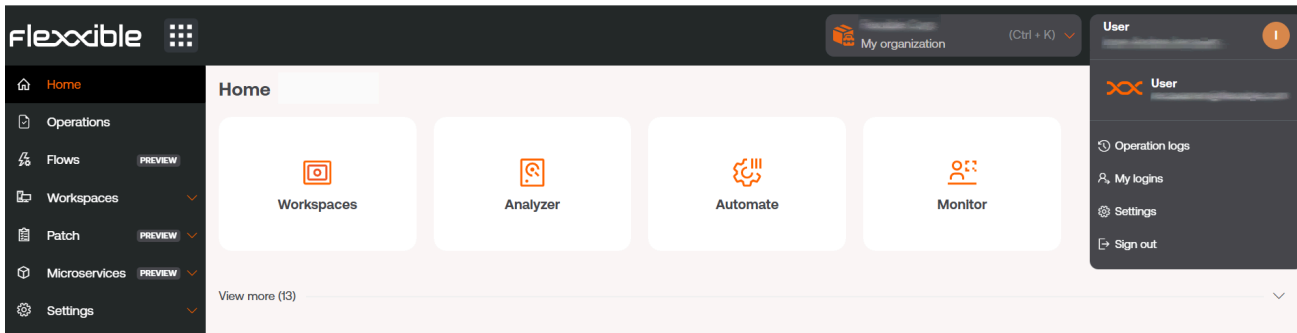 Flexxible
My organization
(Ctrl + K)
User
I
User
Operation logs
My logins
Settings
Sign out
Home
Operations
Flows PREVIEW
Workspaces
Patch PREVIEW
Microservices PREVIEW
Settings
Home
Workspaces
Analyzer
Automate
Monitor
View more (13)